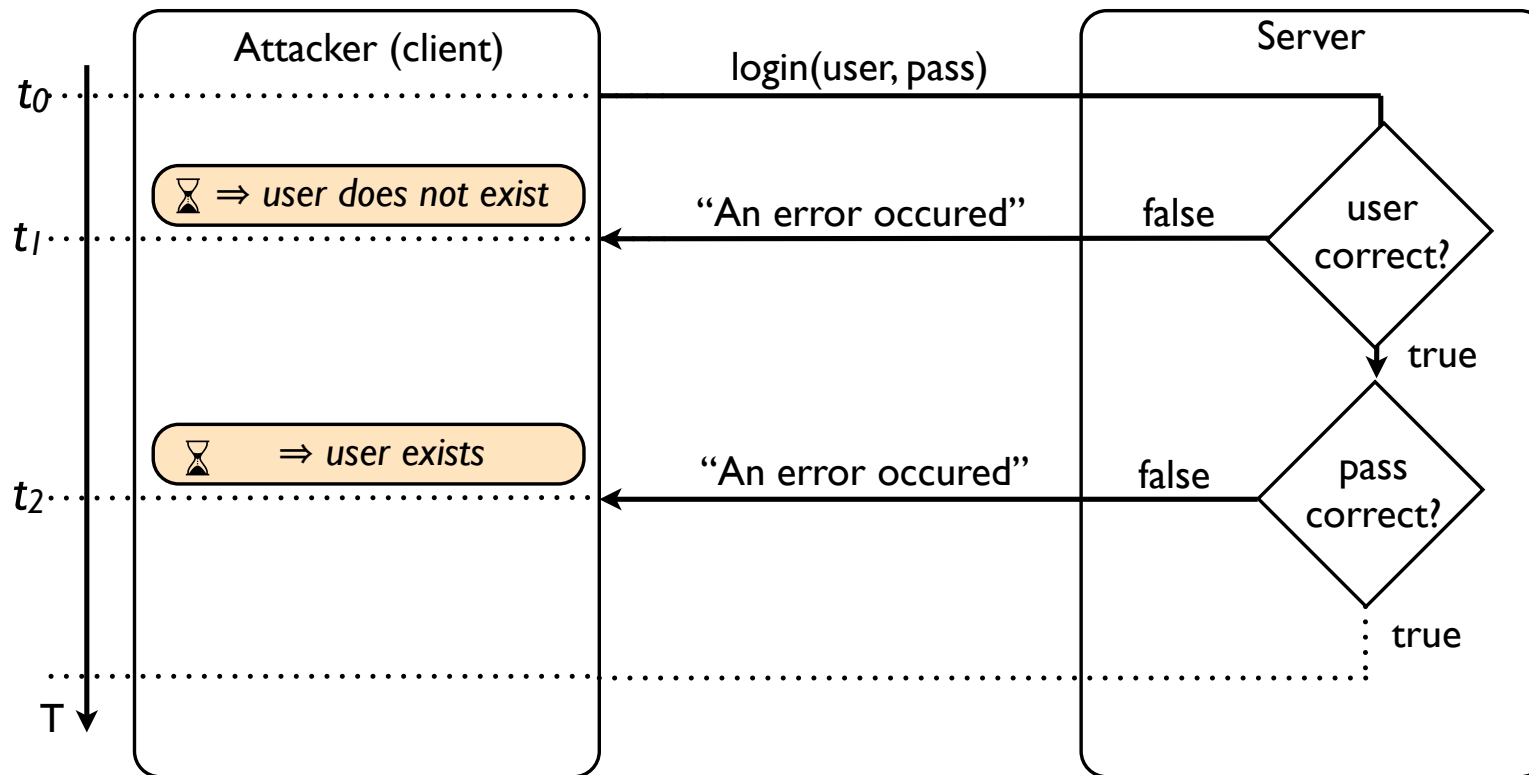 Attacker (client)
Server
login(user, pass)
t0
⌛ ⇒ user does not exist
"An error occured"
false
user
correct?
t1
true
⌛ ⇒ user exists
"An error occured"
false
pass
correct?
t2
true
T